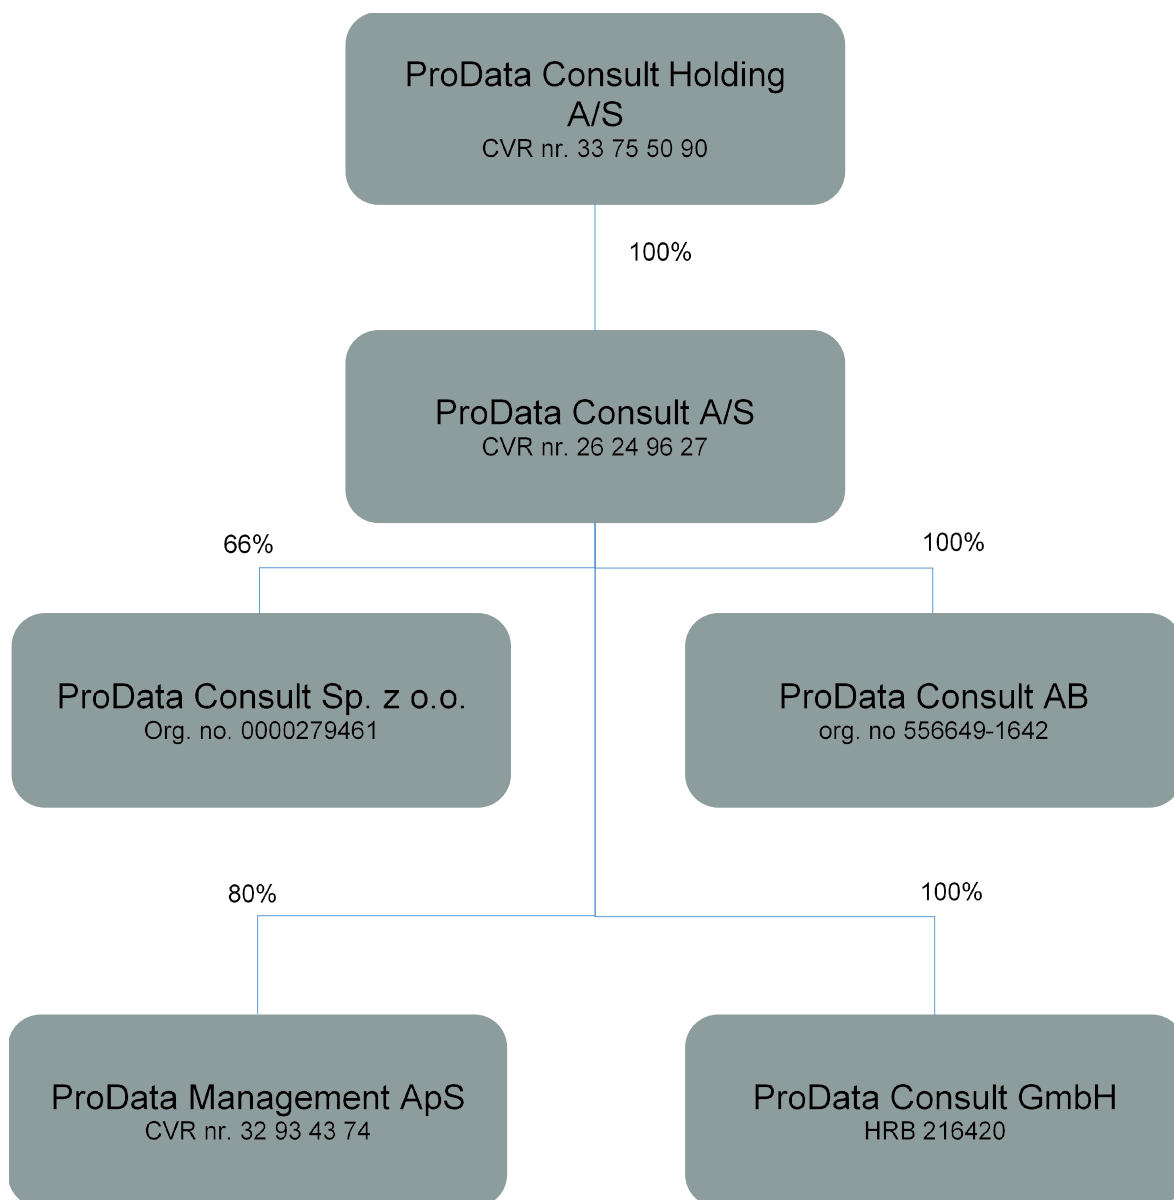 ProData Consult Holding
A/S
CVR nr. 33 75 50 90
100%
ProData Consult A/S
CVR nr. 26 24 96 27
66%
100%
ProData Consult Sp. z o.o.
Org. no. 0000279461
ProData Consult AB
org. no 556649-1642
80%
100%
ProData Management ApS
CVR nr. 32 93 43 74
ProData Consult GmbH
HRB 216420